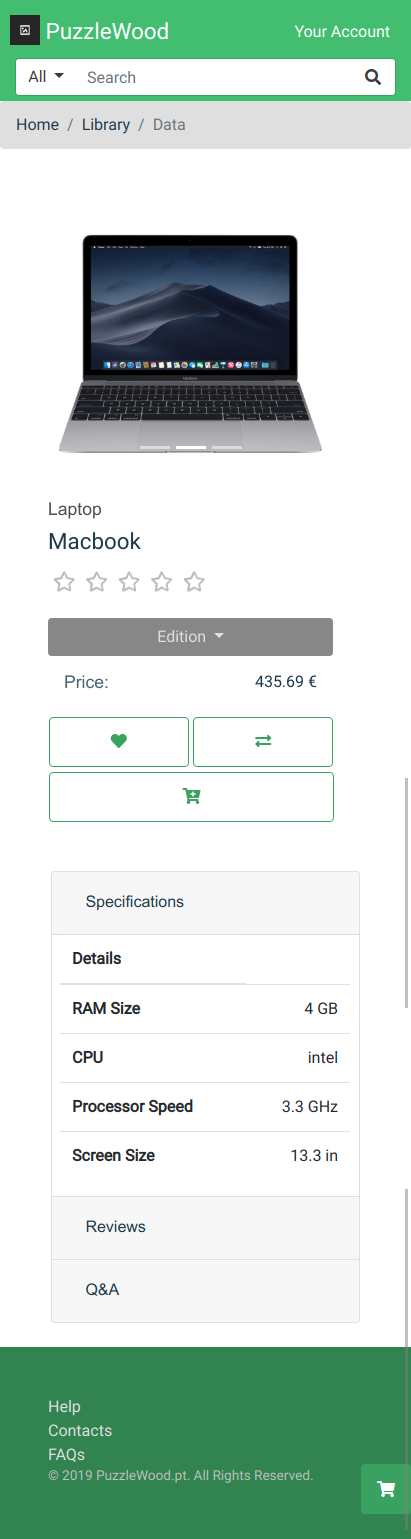 PuzzleWood Your Account
All Search
Home / Library / Data
Laptop
Macbook
Edition
Price: 435.69 €
Specifications
Details
RAM Size 4 GB
CPU intel
Processor Speed 3.3 GHz
Screen Size 13.3 in
Reviews
Q&A
Help
Contacts
FAQs
© 2019 PuzzleWood.pt. All Rights Reserved.